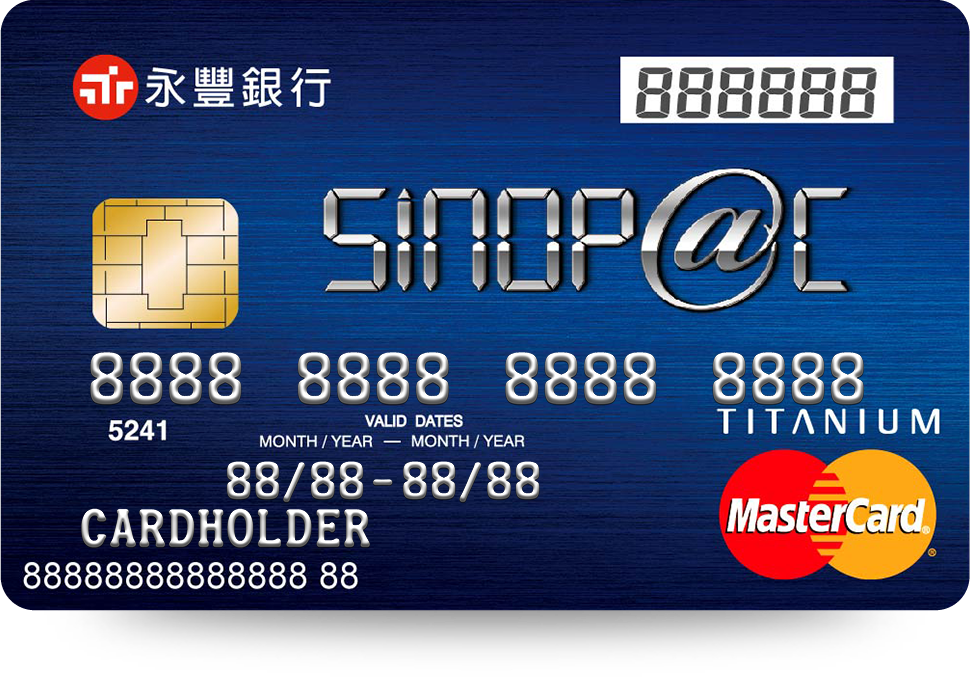 永豐銀行
888888
SINOP@C
8888 8888 8888 8888
TITANIUM
5241
VALID DATES
MONTH / YEAR — MONTH / YEAR
88/88-88/88
CARDHOLDER
MasterCard®
88888888888888 88